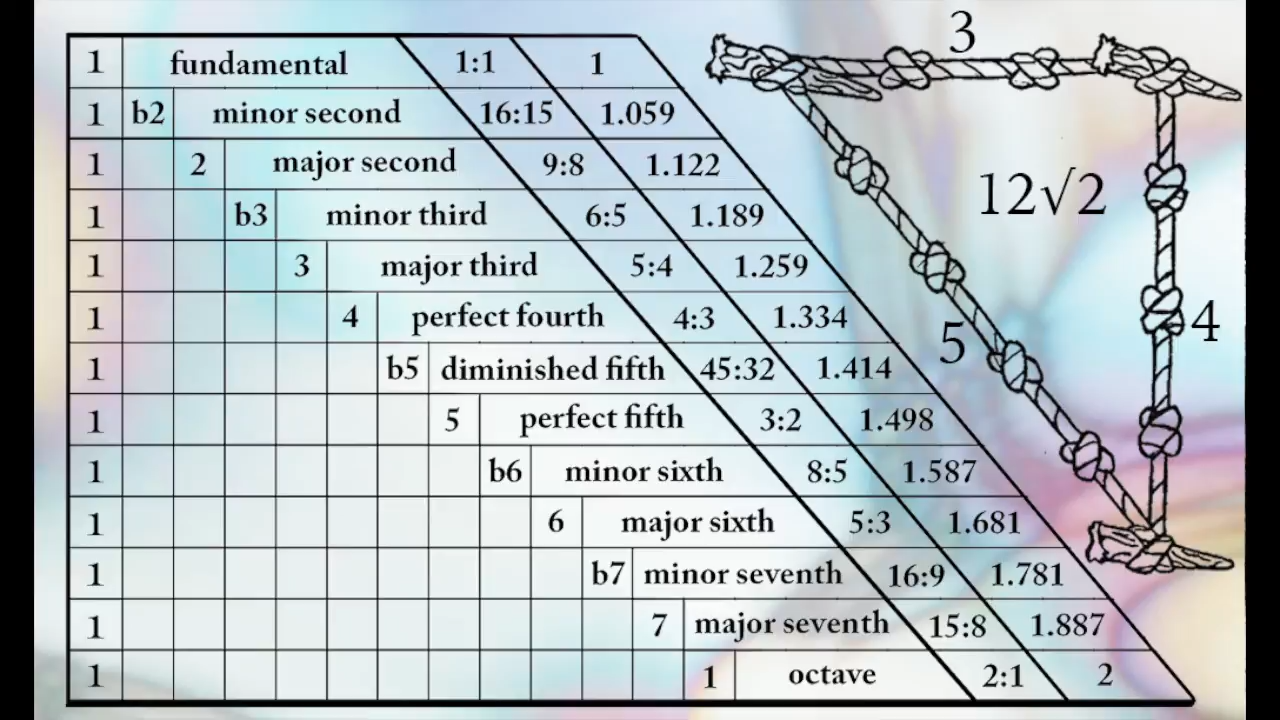 1 fundamental 1:1 1
1 b2 minor second 16:15 1.059
1 2 major second 9:8 1.122
1 b3 minor third 6:5 1.189
1 3 major third 5:4 1.259
1 4 perfect fourth 4:3 1.334
1 b5 diminished fifth 45:32 1.414
1 5 perfect fifth 3:2 1.498
1 b6 minor sixth 8:5 1.587
1 6 major sixth 5:3 1.681
1 b7 minor seventh 16:9 1.781
1 7 major seventh 15:8 1.887
1 1 octave 2:1 2
3
12√2
4
5